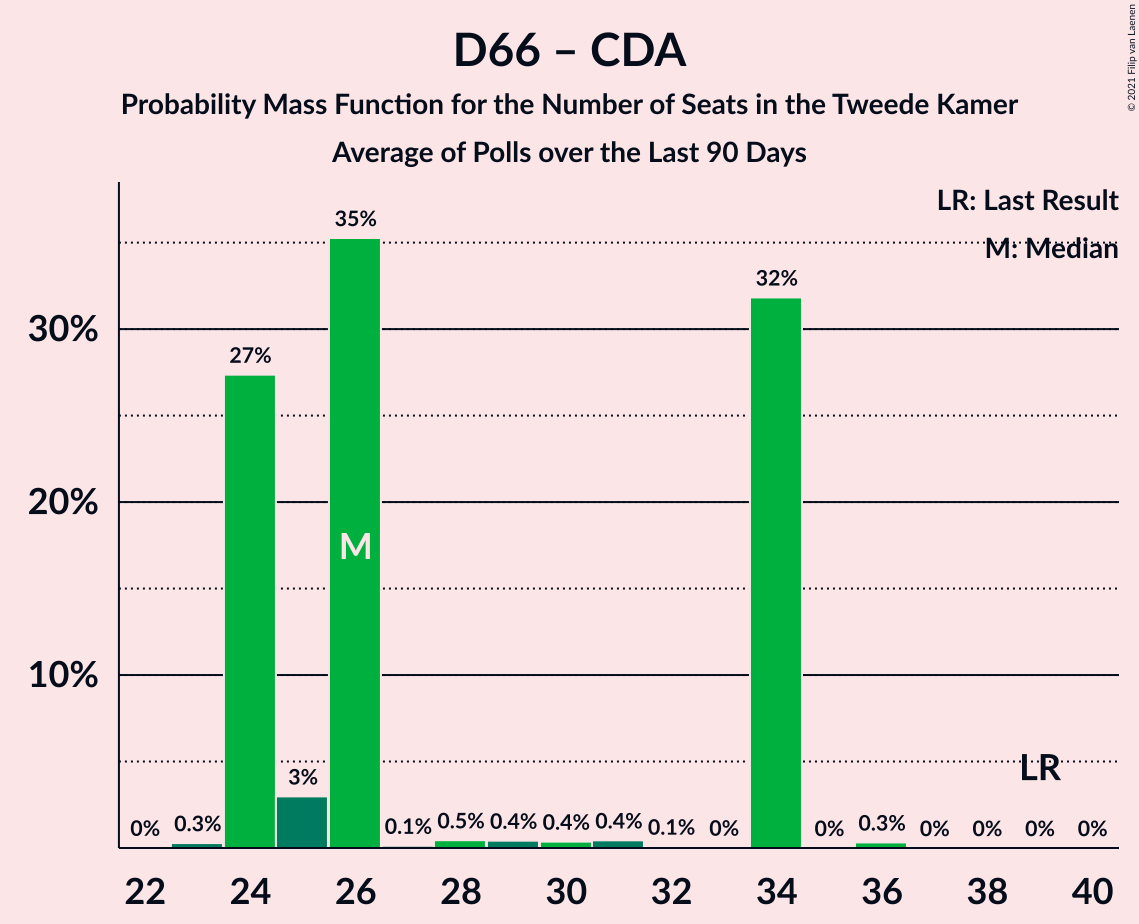 D66 – CDA
Probability Mass Function for the Number of Seats in the Tweede Kamer
Average of Polls over the Last 90 Days
© 2021 Filip van Laenen
LR: Last Result
M: Median
35%
32%
30%
27%
20%
M
10%
LR
3%
0% 0.3% 0.1% 0.5% 0.4% 0.4% 0.4% 0.1% 0% 0% 0.3% 0% 0% 0% 0%
22 24 26 28 30 32 34 36 38 40